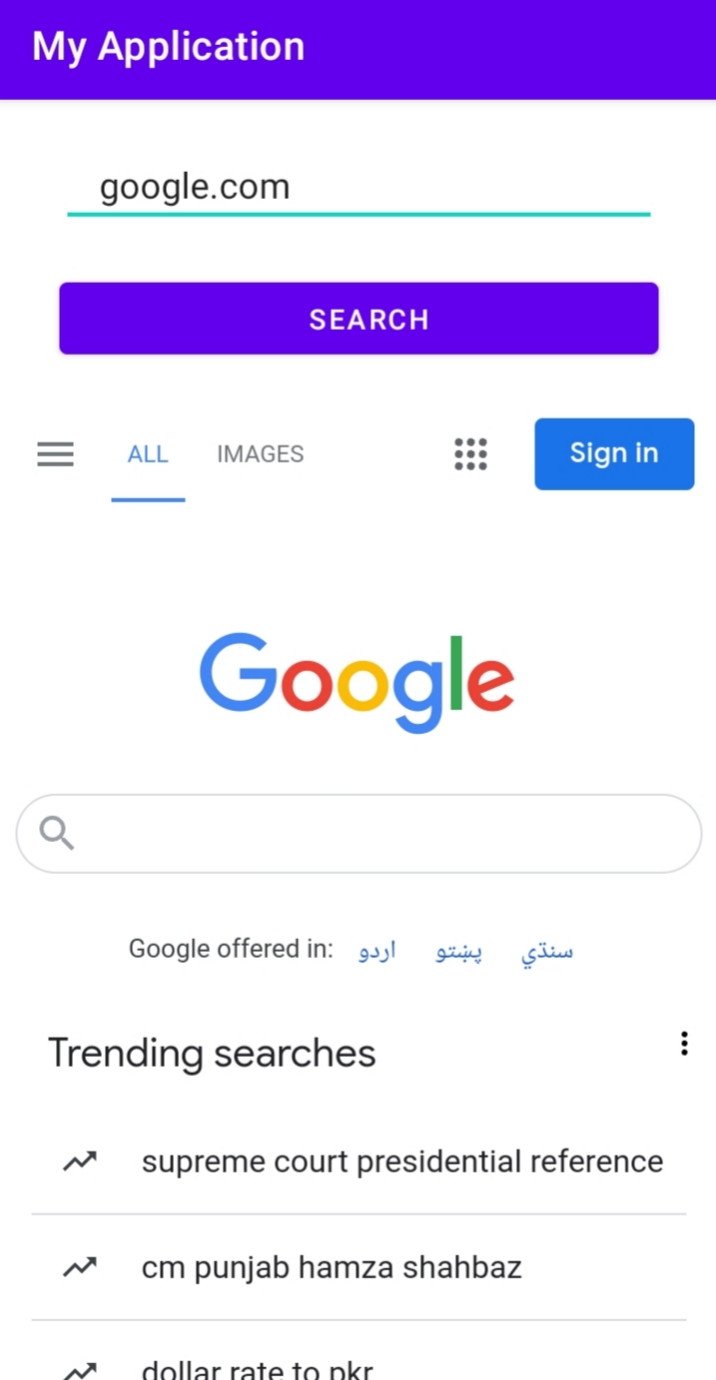 My Application
google.com
SEARCH
ALL IMAGES Sign in
Google
Google offered in: اردو پښتو سنڌي
Trending searches
supreme court presidential reference
cm punjab hamza shahbaz
dollar rate to pkr